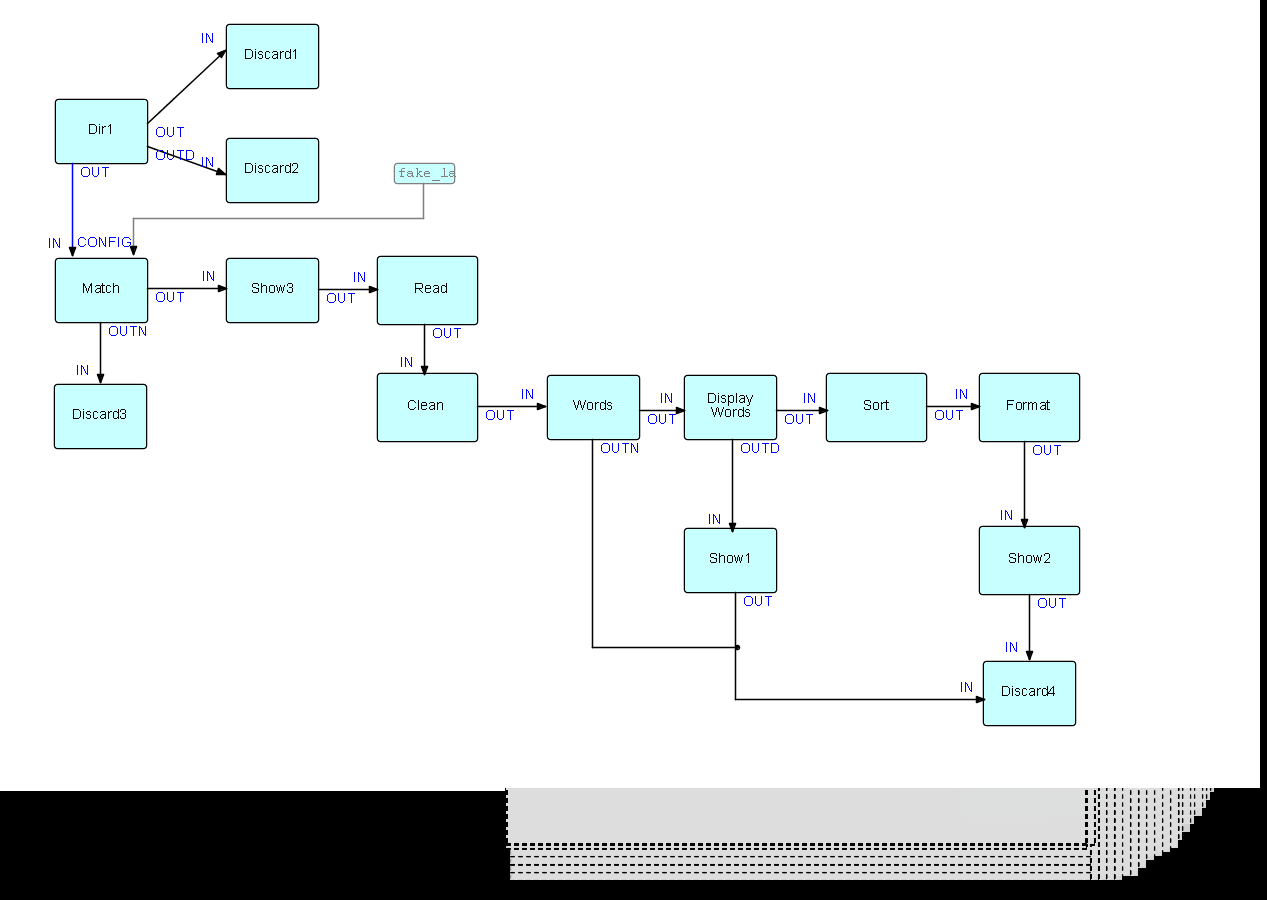 IN
Discard1
Dir1
OUT
OUTD
IN
Discard2
OUT
fake_la
IN
CONFIG
Match
OUT
IN
Show3
OUT
IN
Read
OUTN
OUT
IN
Discard3
IN
Clean
OUT
IN
Words
OUT
IN
Display
Words
OUT
IN
Sort
OUT
IN
Format
OUTN
OUTD
OUT
IN
Show1
IN
Show2
OUT
OUT
IN
IN
Discard4